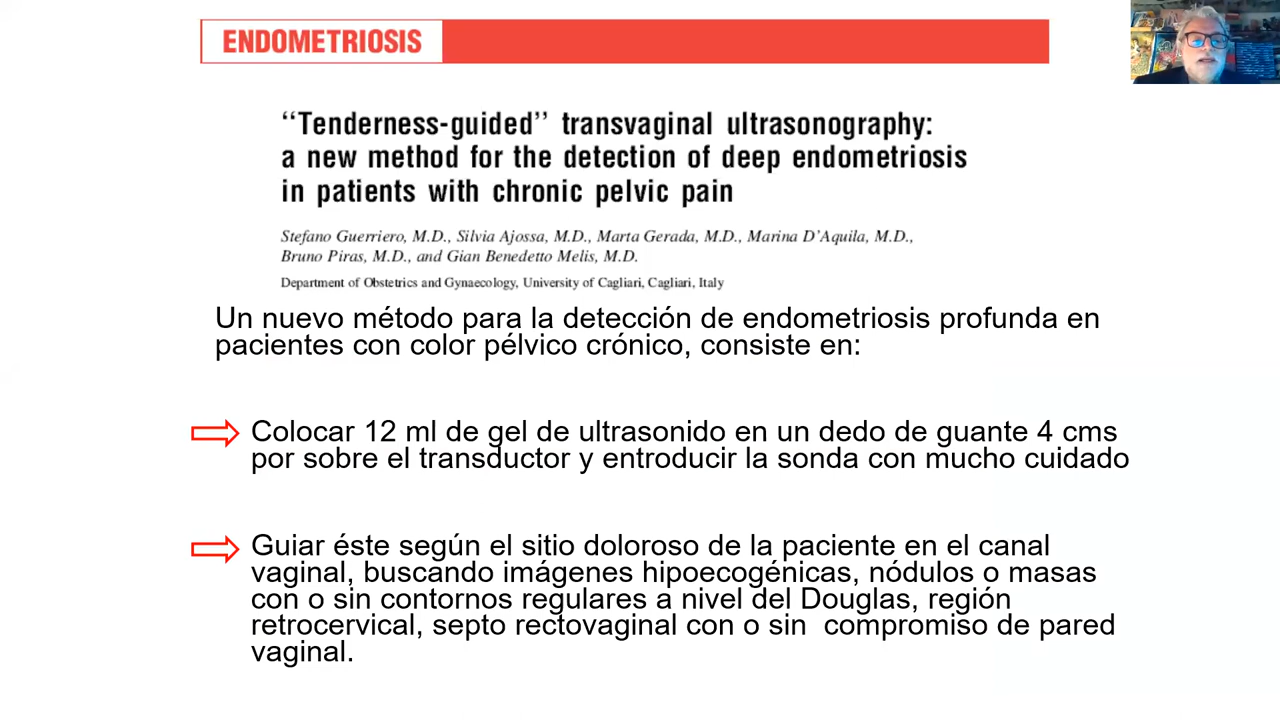 ENDOMETRIOSIS
“Tenderness-guided” transvaginal ultrasonography:
a new method for the detection of deep endometriosis
in patients with chronic pelvic pain
Stefano Guerriero, M.D., Silvia Ajossa, M.D., Marta Gerada, M.D., Marina D’Aquila, M.D.,
Bruno Piras, M.D., and Gian Benedetto Melis, M.D.
Department of Obstetrics and Gynaecology, University of Cagliari, Cagliari, Italy
Un nuevo método para la detección de endometriosis profunda en
pacientes con color pélvico crónico, consiste en:
Colocar 12 ml de gel de ultrasonido en un dedo de guante 4 cms
por sobre el transductor y entroducir la sonda con mucho cuidado
Guiar éste según el sitio doloroso de la paciente en el canal
vaginal, buscando imágenes hipoecogénicas, nódulos o masas
con o sin contornos regulares a nivel del Douglas, región
retrocervical, septo rectovaginal con o sin  compromiso de pared
vaginal.